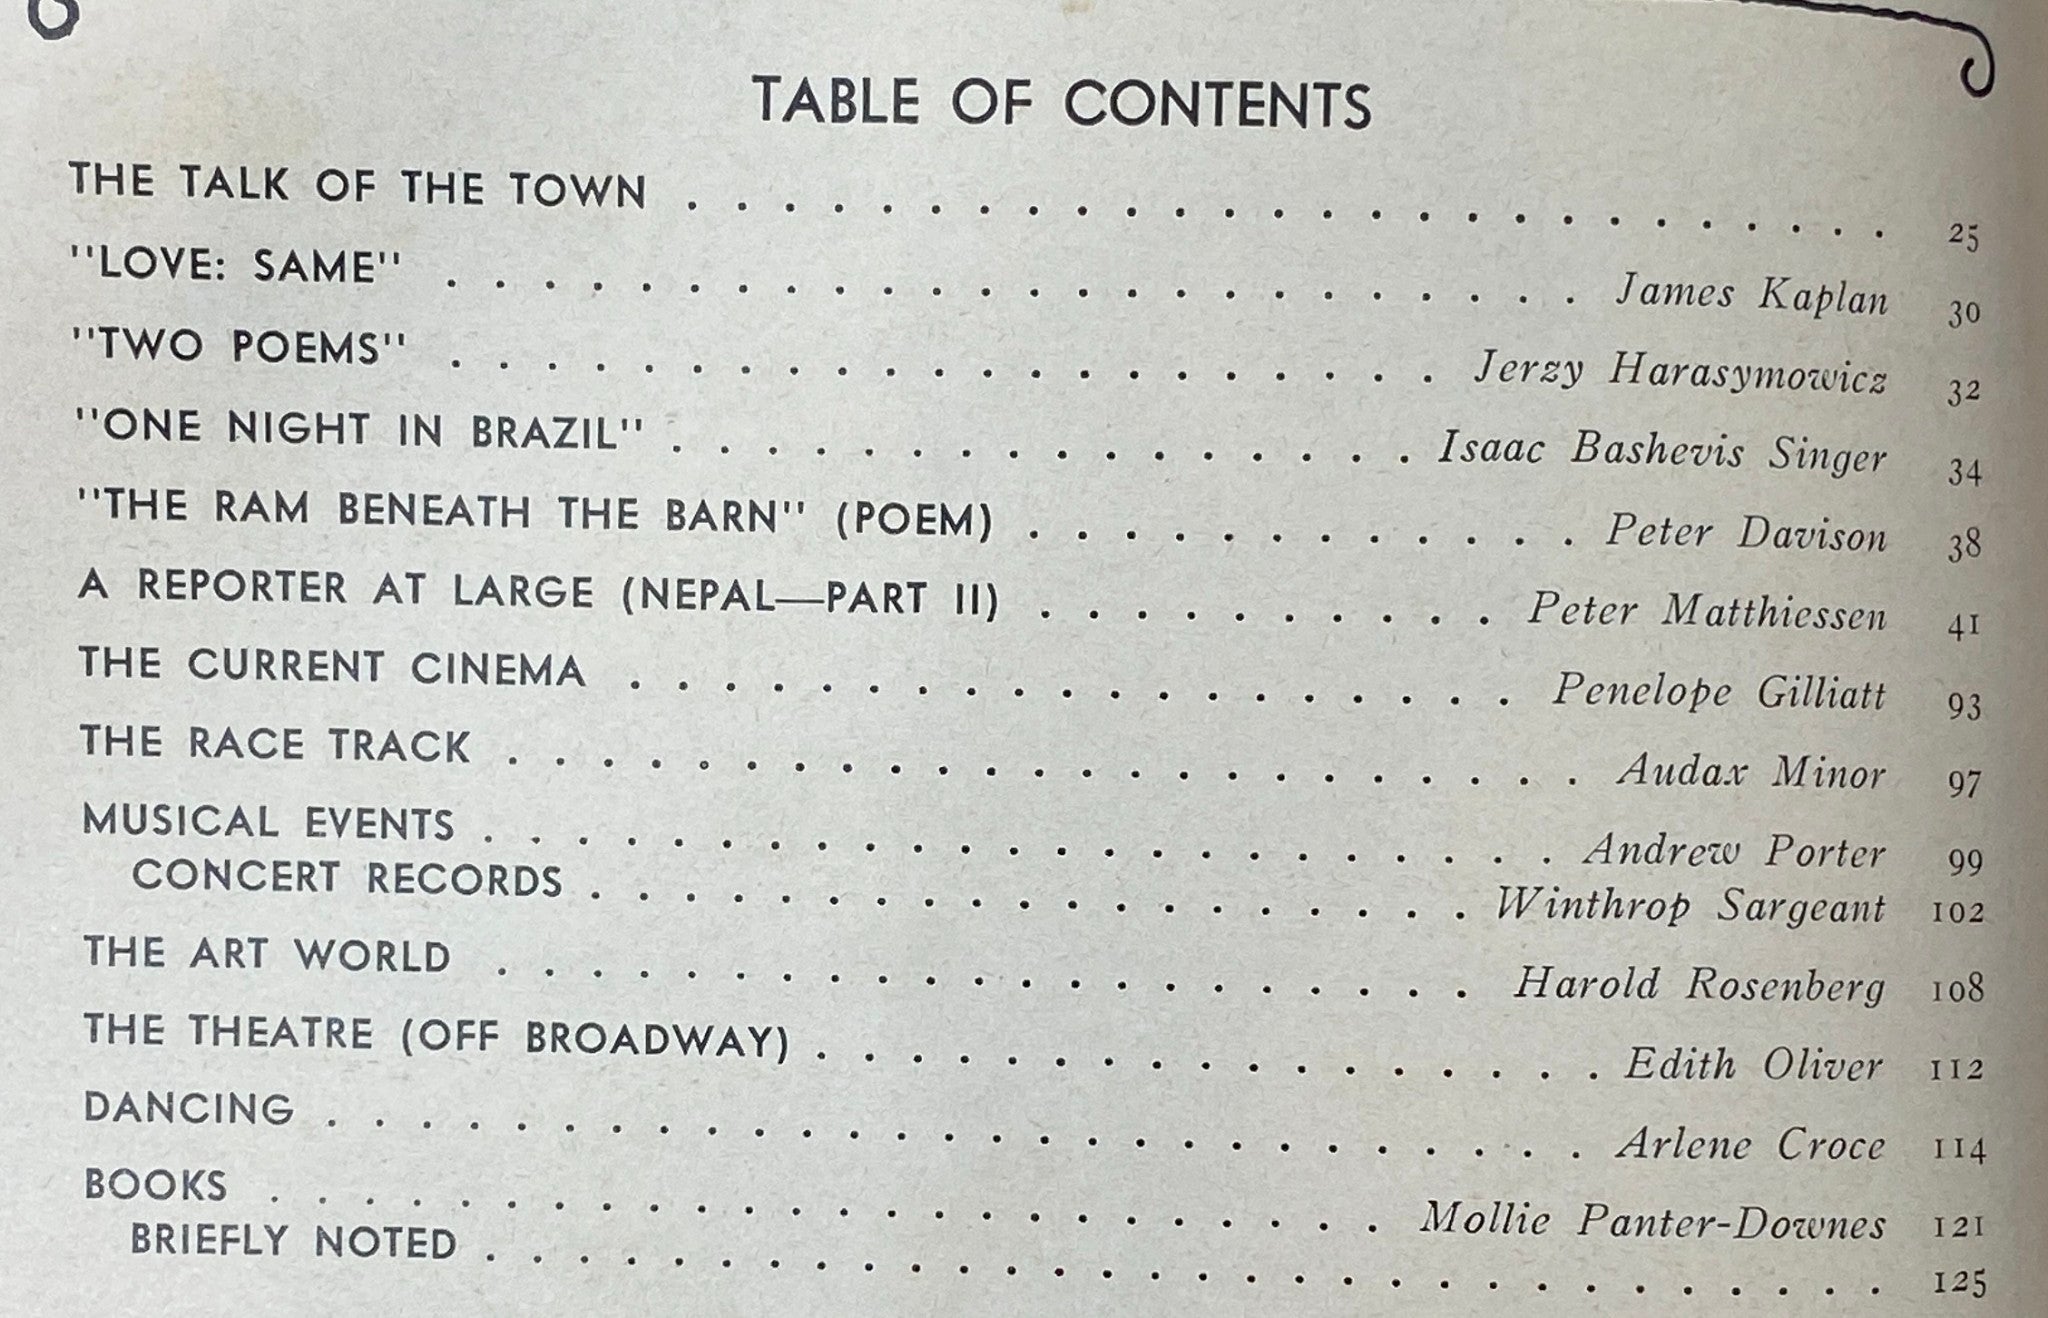 TABLE OF CONTENTS
THE TALK OF THE TOWN . . . . . . . . . . . . . . . . . . . . . . . . . 25
"LOVE: SAME" . . . . . . . . . . . . . . . . . . . . . . . . James Kaplan 30
"TWO POEMS" . . . . . . . . . . . . . . . . . . . . . Jerzy Harasymowicz 32
"ONE NIGHT IN BRAZIL" . . . . . . . . . . . . . . . . Isaac Bashevis Singer 34
"THE RAM BENEATH THE BARN" (POEM) . . . . . . . . . . . . Peter Davison 38
A REPORTER AT LARGE (NEPAL—PART II) . . . . . . . . . . Peter Matthiessen 41
THE CURRENT CINEMA . . . . . . . . . . . . . . . . . . . Penelope Gilliatt 93
THE RACE TRACK . . . . . . . . . . . . . . . . . . . . . . . Audax Minor 97
MUSICAL EVENTS . . . . . . . . . . . . . . . . . . . . . . . Andrew Porter 99
CONCERT RECORDS . . . . . . . . . . . . . . . . . . . Winthrop Sargeant 102
THE ART WORLD . . . . . . . . . . . . . . . . . . . . . Harold Rosenberg 108
THE THEATRE (OFF BROADWAY) . . . . . . . . . . . . . . . . . Edith Oliver 112
DANCING . . . . . . . . . . . . . . . . . . . . . . . . . . . Arlene Croce 114
BOOKS . . . . . . . . . . . . . . . . . . . . . . . . Mollie Panter-Downes 121
BRIEFLY NOTED . . . . . . . . . . . . . . . . . . . . . . . . . . . . . . 125